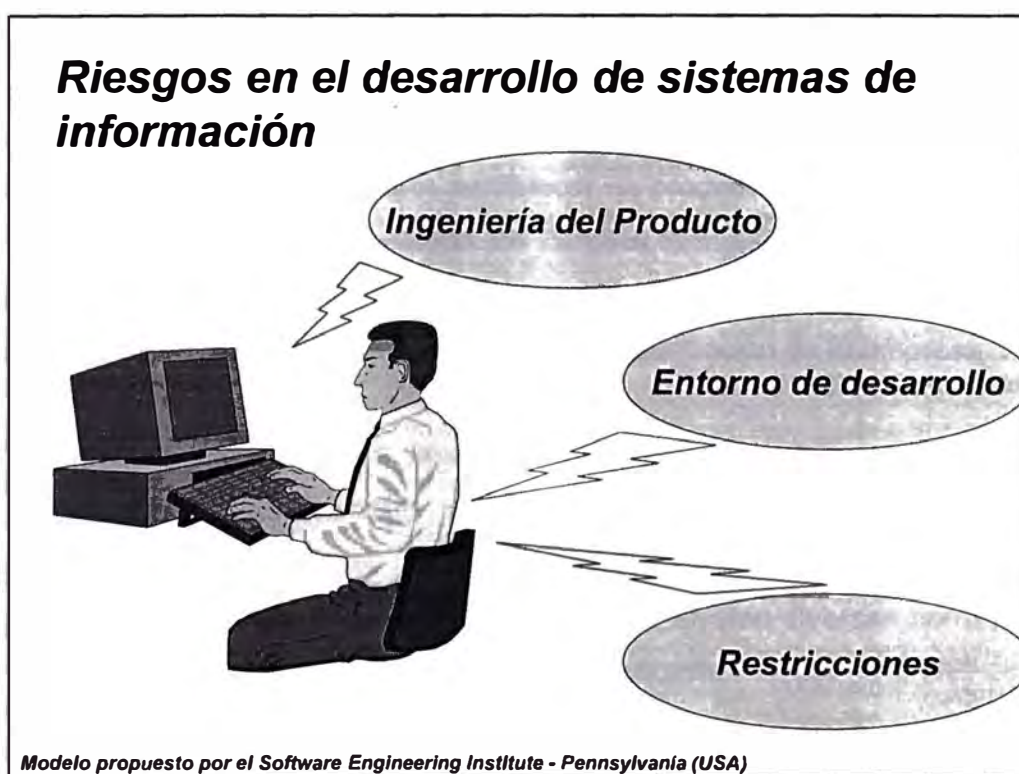 Riesgos en el desarrollo de sistemas de
información
Ingeniería del Producto
Entorno de desarrollo
Restricciones
Modelo propuesto por el Software Engineering Institute - Pennsylvania (USA)